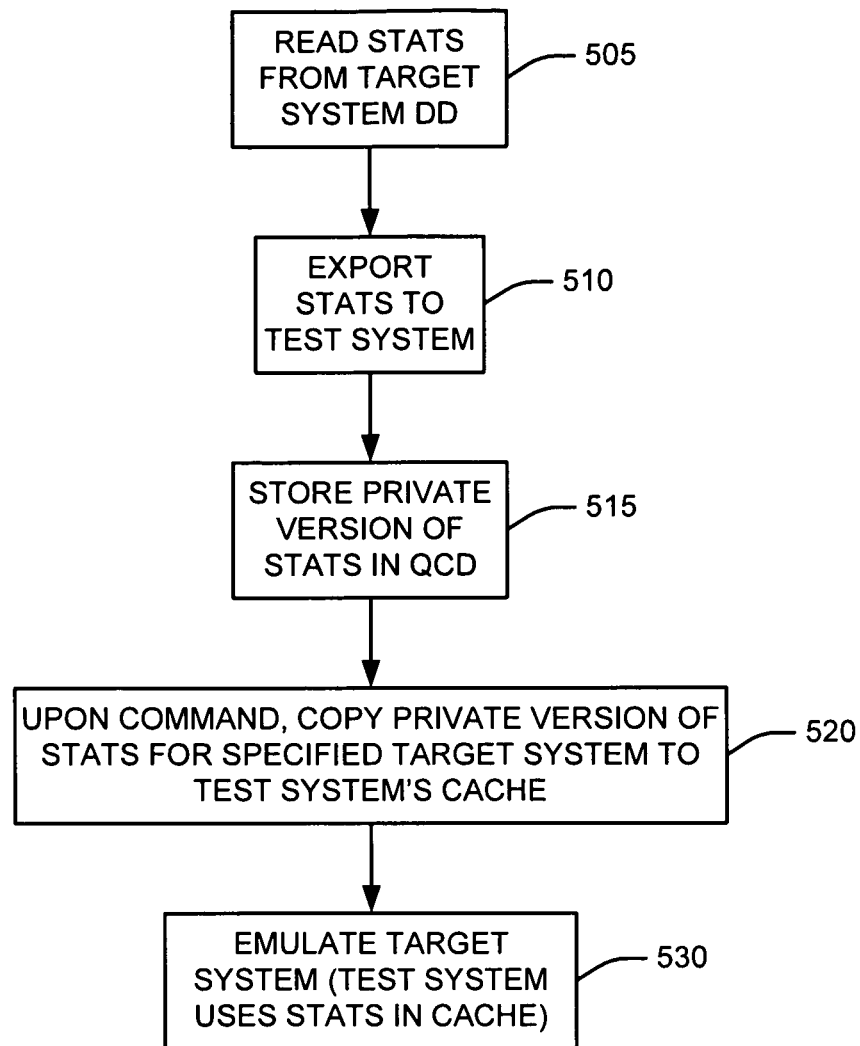 READ STATS
FROM TARGET
SYSTEM DD
505
EXPORT
STATS TO
TEST SYSTEM
510
STORE PRIVATE
VERSION OF
STATS IN QCD
515
UPON COMMAND, COPY PRIVATE VERSION OF
STATS FOR SPECIFIED TARGET SYSTEM TO
TEST SYSTEM'S CACHE
520
EMULATE TARGET
SYSTEM (TEST SYSTEM
USES STATS IN CACHE)
530